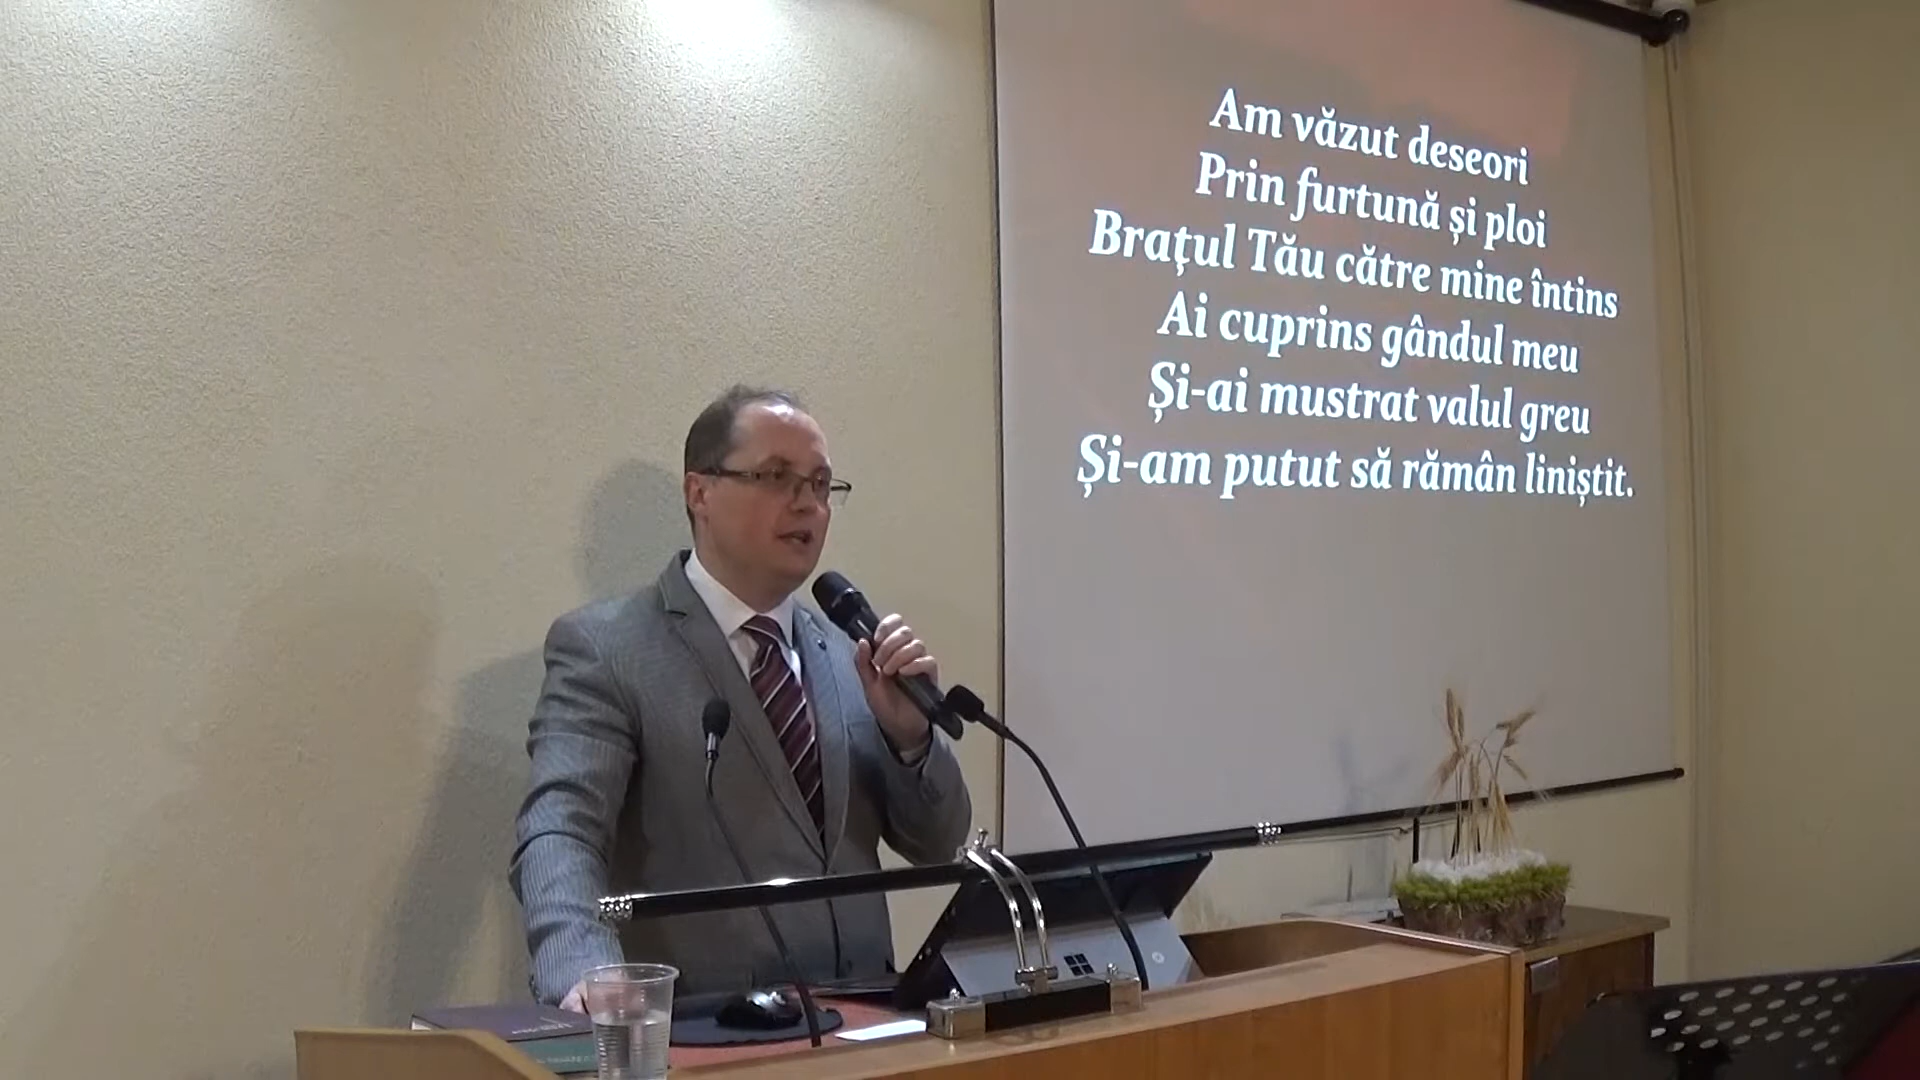 Am văzut deseori
Prin furtună și ploi
Brațul Tău către mine întins
Ai cuprins gândul meu
Și-ai mustrat valul greu
Și-am putut să rămân liniștit.